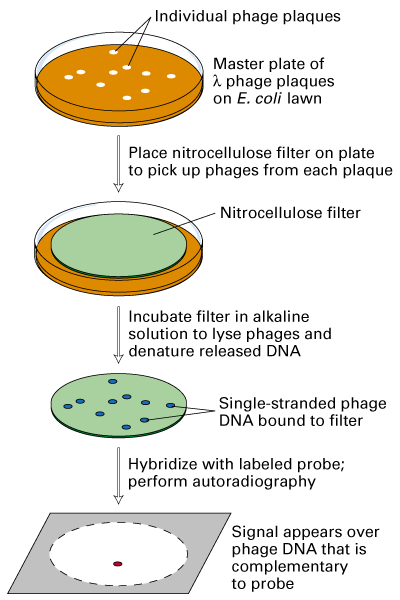 Individual phage plaques
Master plate of
λ phage plaques
on E. coli lawn
Place nitrocellulose filter on plate
to pick up phages from each plaque
Nitrocellulose filter
Incubate filter in alkaline
solution to lyse phages and
denature released DNA
Single-stranded phage
DNA bound to filter
Hybridize with labeled probe;
perform autoradiography
Signal appears over
phage DNA that is
complementary
to probe